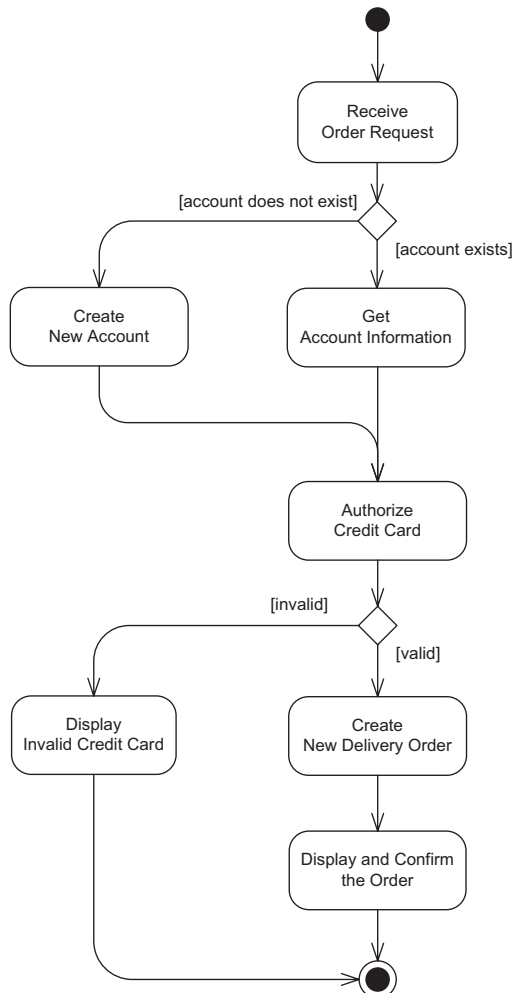 Receive
Order Request
[account does not exist]
[account exists]
Create
New Account
Get
Account Information
Authorize
Credit Card
[invalid]
[valid]
Display
Invalid Credit Card
Create
New Delivery Order
Display and Confirm
the Order